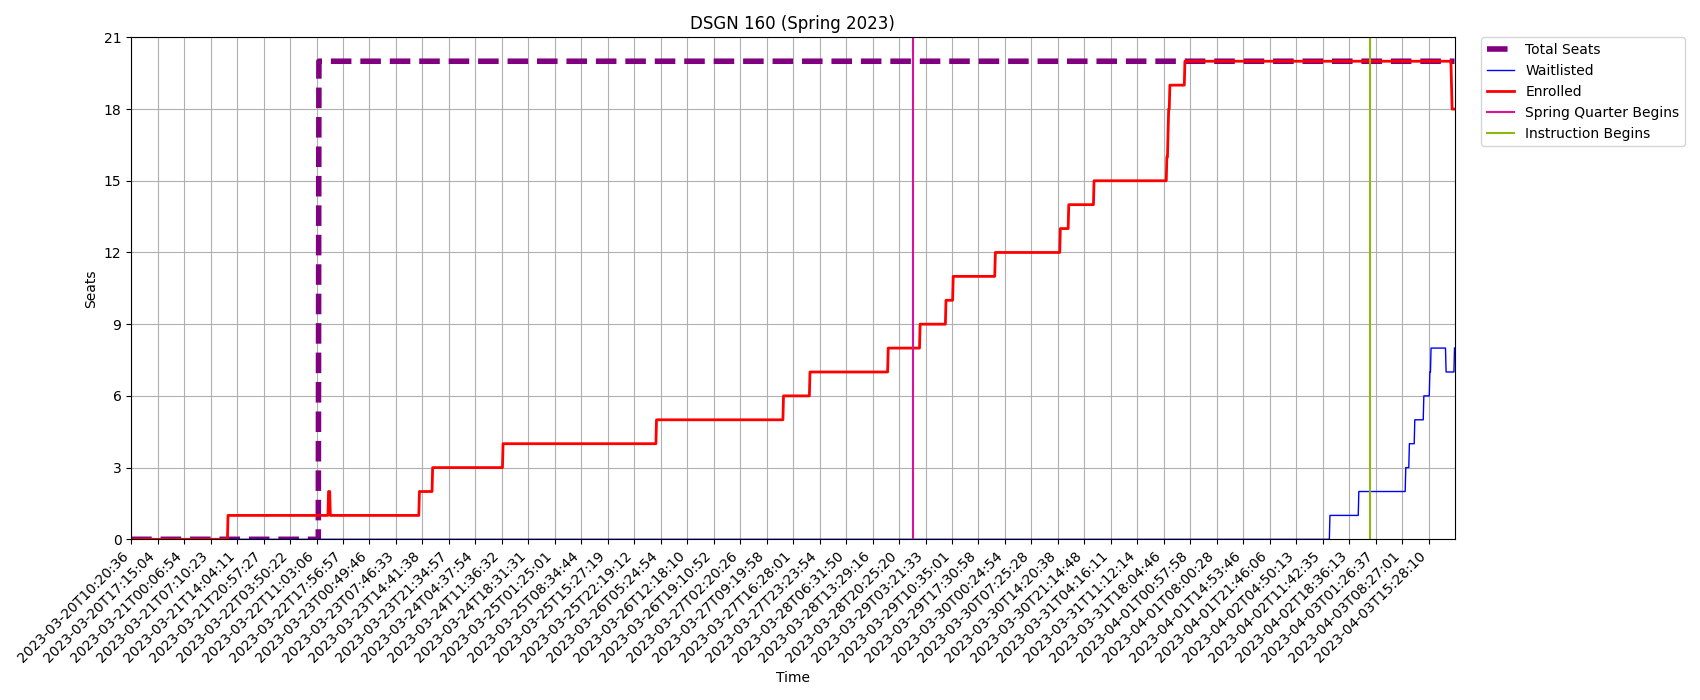 DSGN 160 (Spring 2023)
21
18
15
12
9
6
3
0
Seats
2023-03-20T10:20:36
2023-03-20T17:15:04
2023-03-21T00:06:54
2023-03-21T07:10:23
2023-03-21T14:04:11
2023-03-21T20:57:27
2023-03-22T03:50:22
2023-03-22T11:03:06
2023-03-22T17:56:57
2023-03-23T00:49:46
2023-03-23T07:46:33
2023-03-23T14:41:38
2023-03-23T21:34:57
2023-03-24T04:37:54
2023-03-24T11:36:32
2023-03-24T18:31:31
2023-03-25T01:25:01
2023-03-25T08:34:44
2023-03-25T15:27:19
2023-03-25T22:19:12
2023-03-26T05:24:54
2023-03-26T12:18:10
2023-03-26T19:10:52
2023-03-27T02:20:26
2023-03-27T09:19:58
2023-03-27T16:28:01
2023-03-27T23:23:54
2023-03-28T06:31:50
2023-03-28T13:29:16
2023-03-28T20:25:20
2023-03-29T03:21:33
2023-03-29T10:35:01
2023-03-29T17:30:58
2023-03-30T00:24:54
2023-03-30T07:25:28
2023-03-30T14:20:38
2023-03-30T21:14:48
2023-03-31T04:16:11
2023-03-31T11:12:14
2023-03-31T18:04:46
2023-04-01T00:57:58
2023-04-01T08:00:28
2023-04-01T14:53:46
2023-04-01T21:46:06
2023-04-02T04:50:13
2023-04-02T11:42:35
2023-04-02T18:36:13
2023-04-03T01:26:37
2023-04-03T08:27:01
2023-04-03T15:28:10
Time
Total Seats
Waitlisted
Enrolled
Spring Quarter Begins
Instruction Begins